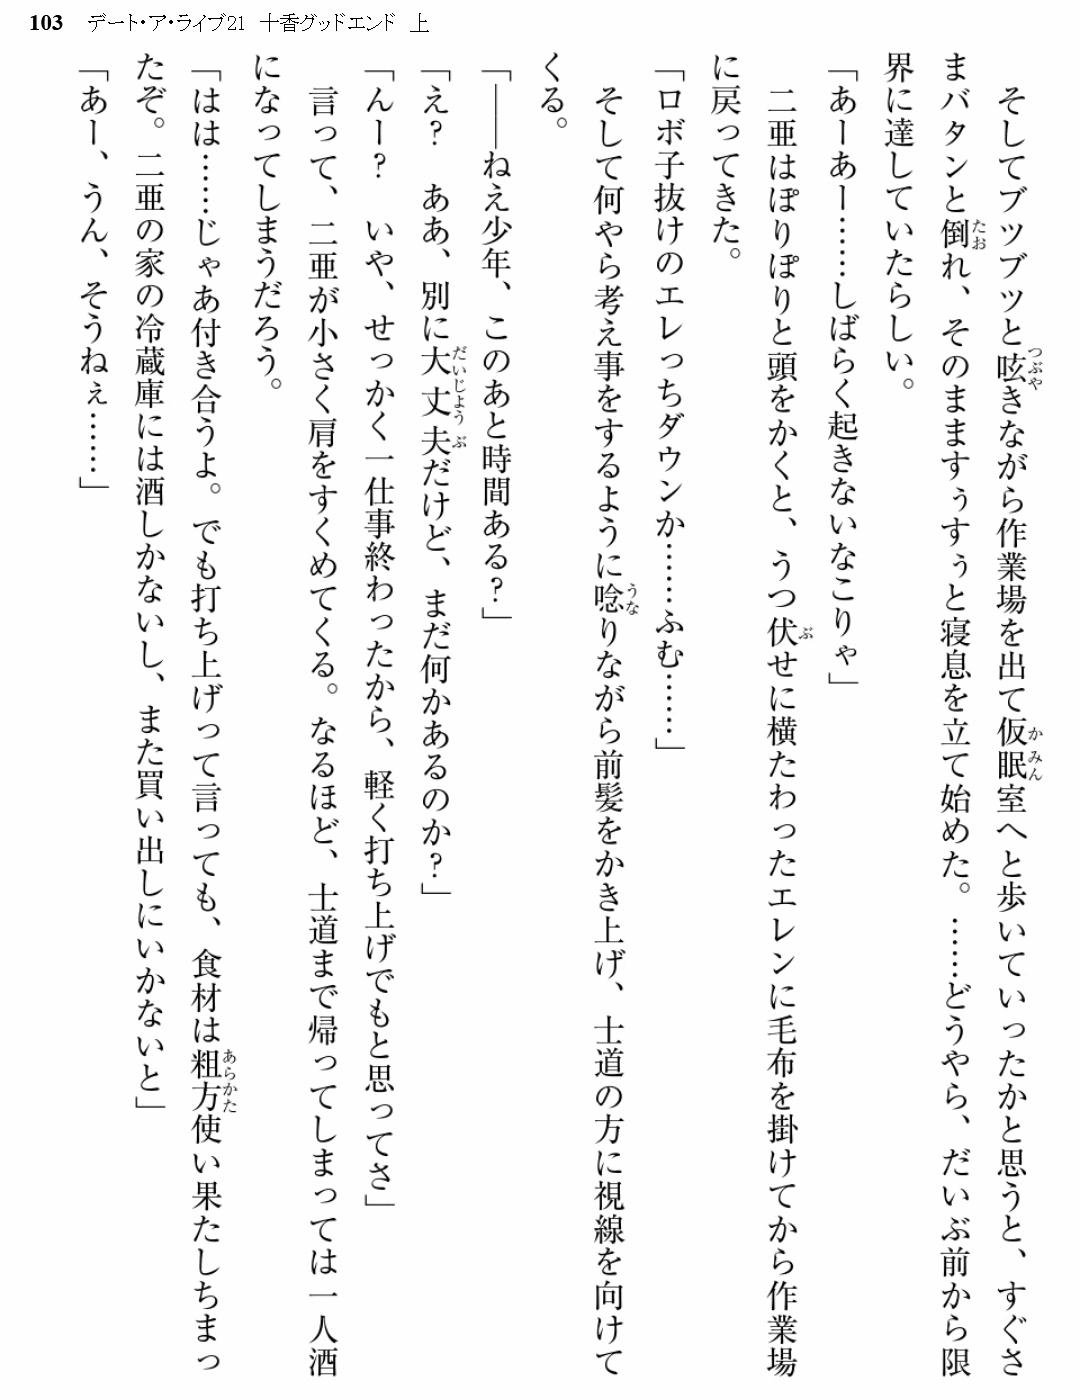 103 デート・ア・ライブ21 十香グッドエンド 上
そしてブツブツと呟きながら作業場を出て仮眠室へと歩いていったかと思うと、すぐさ
まバタンと倒れ、そのまますぅすぅと寝息を立て始めた。……どうやら、だいぶ前から限
界に達していたらしい。
「あーあー……しばらく起きないなこりゃ」
二亜はぽりぽりと頭をかくと、うつ伏せに横たわったエレンに毛布を掛けてから作業場
に戻ってきた。
「ロボ子抜けのエレっちダウンか……ふむ……」
そして何やら考え事をするように唸りながら前髪をかき上げ、士道の方に視線を向けて
くる。
「――ねえ少年、このあと時間ある?」
「え? ああ、別に大丈夫だけど、まだ何かあるのか?」
「んー? いや、せっかく一仕事終わったから、軽く打ち上げでもと思ってさ」
言って、二亜が小さく肩をすくめてくる。なるほど、士道まで帰ってしまっては一人酒
になってしまうだろう。
「はは……じゃあ付き合うよ。でも打ち上げって言っても、食材は粗方使い果たしちまっ
たぞ。二亜の家の冷蔵庫には酒しかないし、また買い出しにいかないと」
「あー、うん、そうねぇ……」